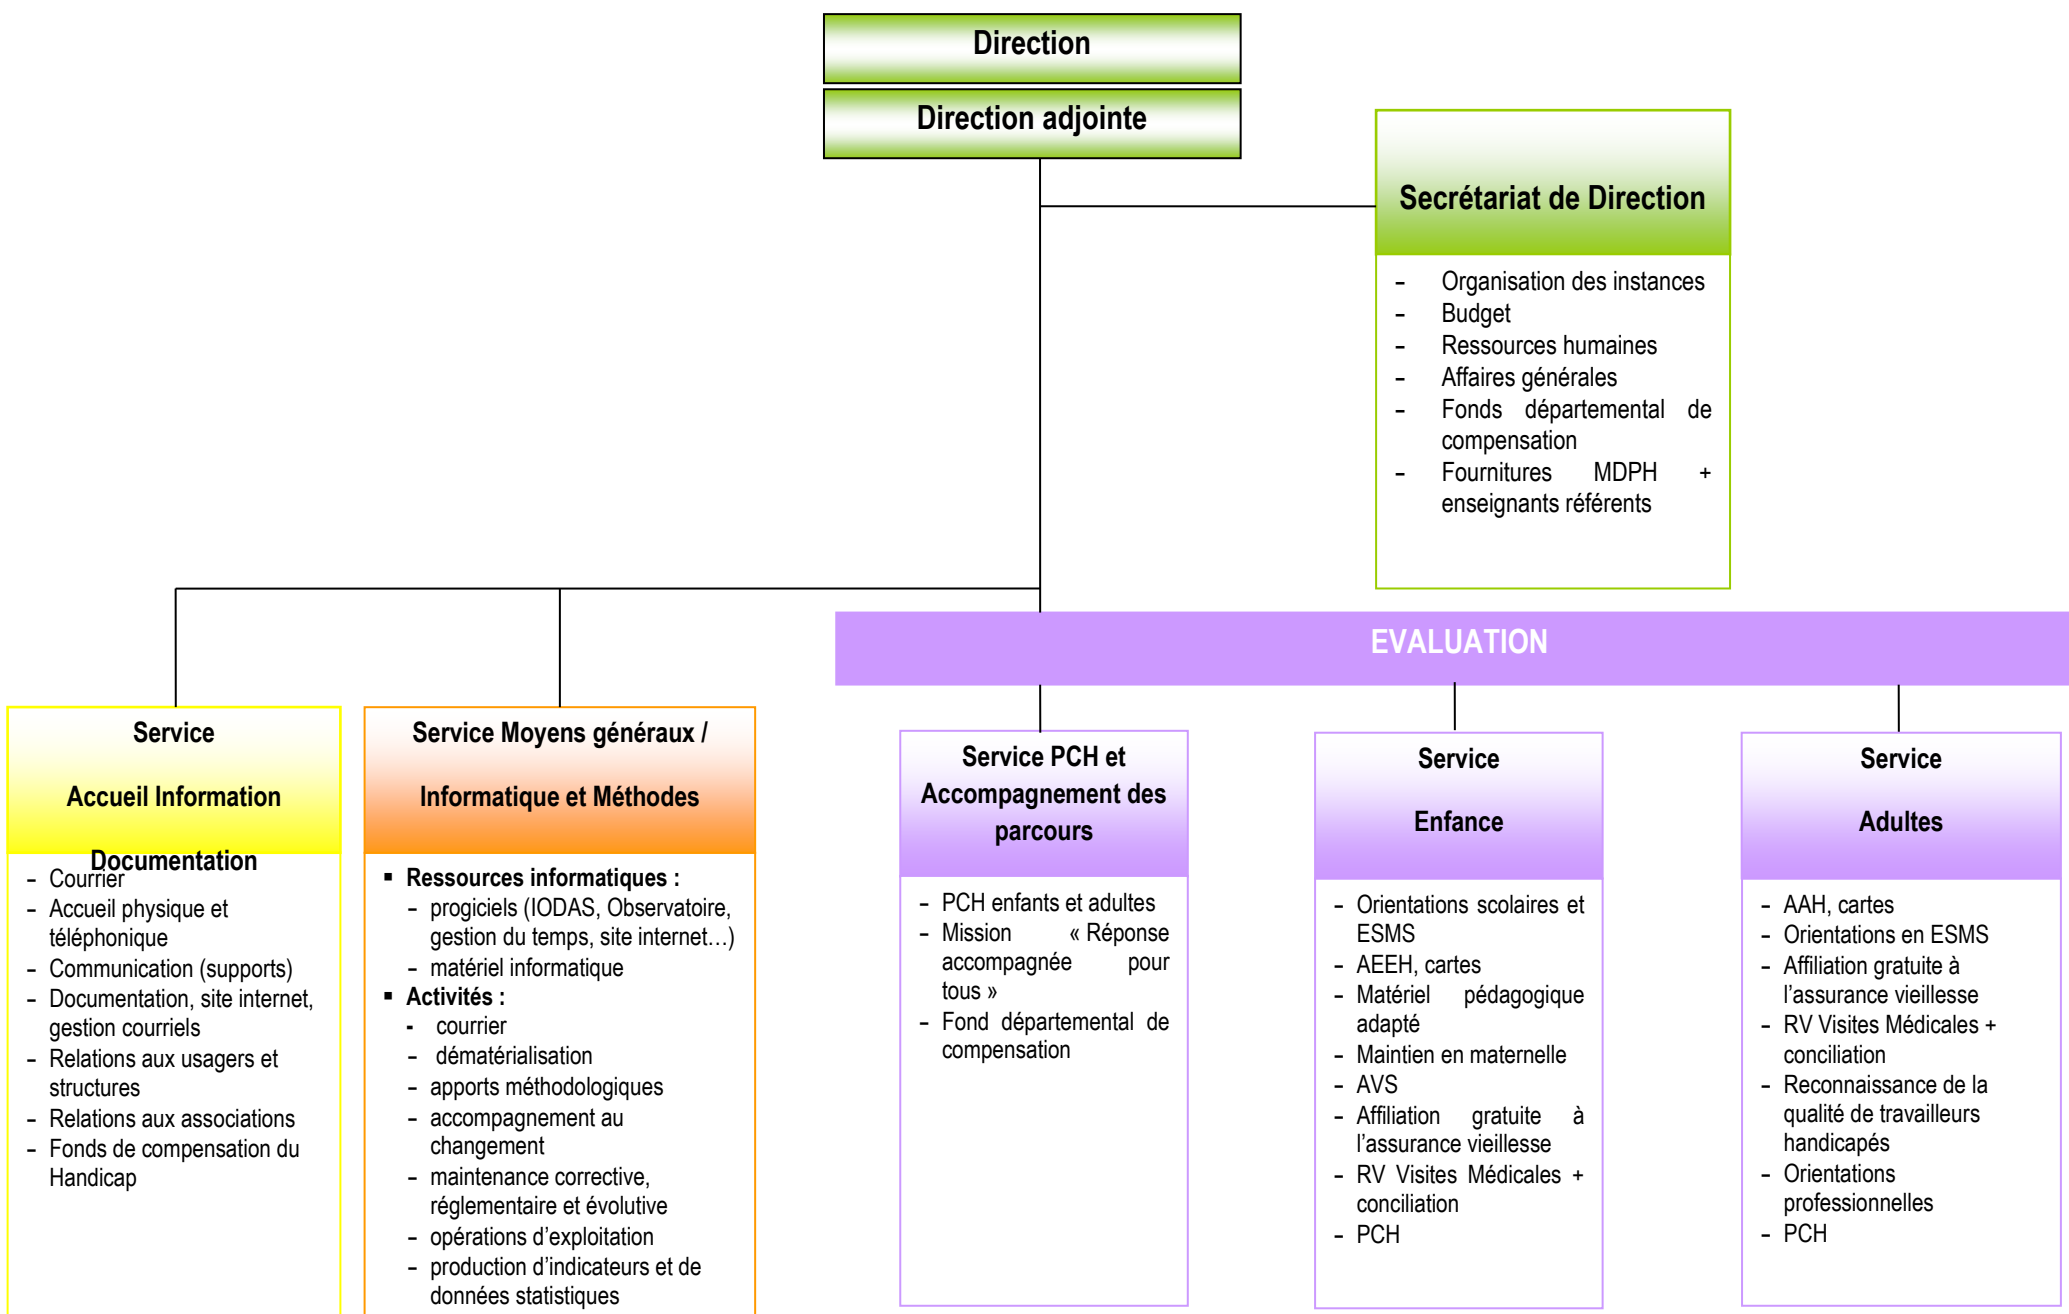 Direction
Direction adjointe
Secrétariat de Direction
- Organisation des instances
- Budget
- Ressources humaines
- Affaires générales
- Fonds départemental de
compensation
- Fournitures MDPH +
enseignants référents
EVALUATION
Service
Accueil Information
Documentation
- Courrier
- Accueil physique et
téléphonique
- Communication (supports)
- Documentation, site internet,
gestion courriels
- Relations aux usagers et
structures
- Relations aux associations
- Fonds de compensation du
Handicap
Service Moyens généraux /
Informatique et Méthodes
▪ Ressources informatiques :
- progiciels (IODAS, Observatoire,
gestion du temps, site internet…)
- matériel informatique
▪ Activités :
- courrier
- dématérialisation
- apports méthodologiques
- accompagnement au
changement
- maintenance corrective,
réglementaire et évolutive
- opérations d’exploitation
- production d’indicateurs et de
données statistiques
Service PCH et
Accompagnement des
parcours
- PCH enfants et adultes
- Mission « Réponse
accompagnée pour
tous »
- Fond départemental de
compensation
Service
Enfance
- Orientations scolaires et
ESMS
- AEEH, cartes
- Matériel pédagogique
adapté
- Maintien en maternelle
- AVS
- Affiliation gratuite à
l’assurance vieillesse
- RV Visites Médicales +
conciliation
- PCH
Service
Adultes
- AAH, cartes
- Orientations en ESMS
- Affiliation gratuite à
l’assurance vieillesse
- RV Visites Médicales +
conciliation
- Reconnaissance de la
qualité de travailleurs
handicapés
- Orientations
professionnelles
- PCH